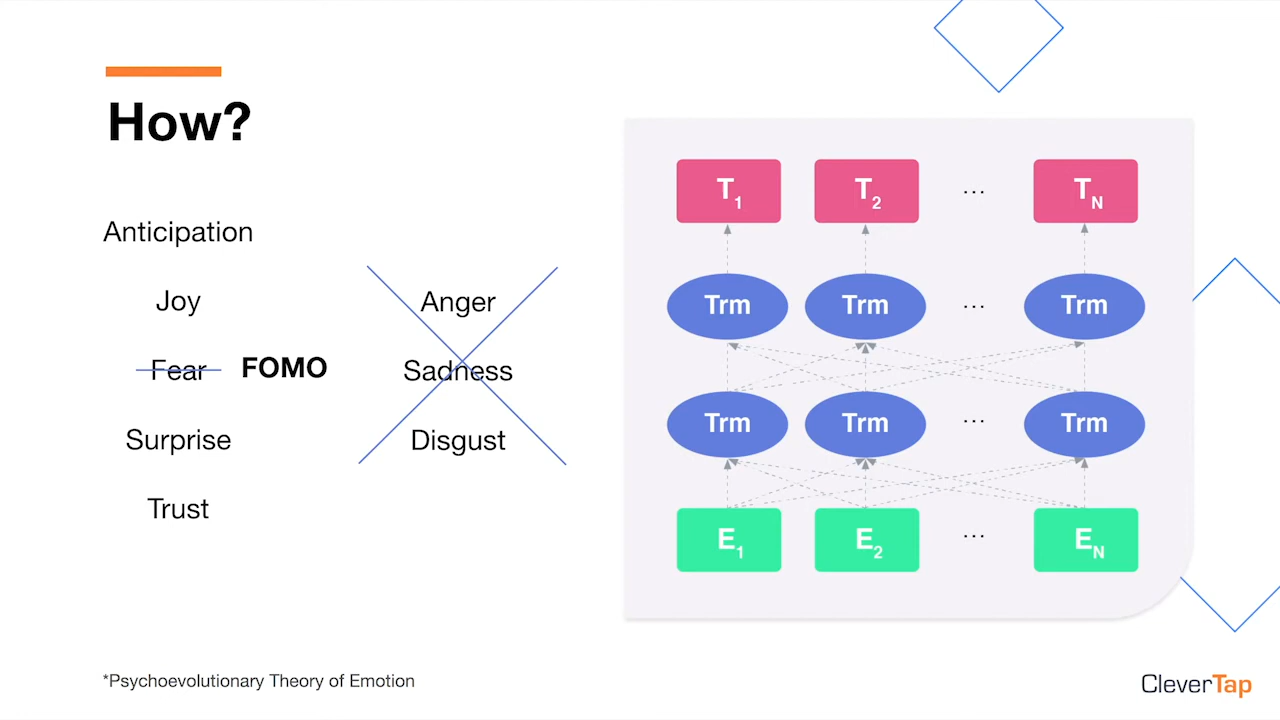 How?
Anticipation
Joy
Fear FOMO
Surprise
Trust
Anger
Sadness
Disgust
T1 T2 ... TN
Trm Trm ... Trm
Trm Trm ... Trm
E1 E2 ... EN
*Psychoevolutionary Theory of Emotion
CleverTap